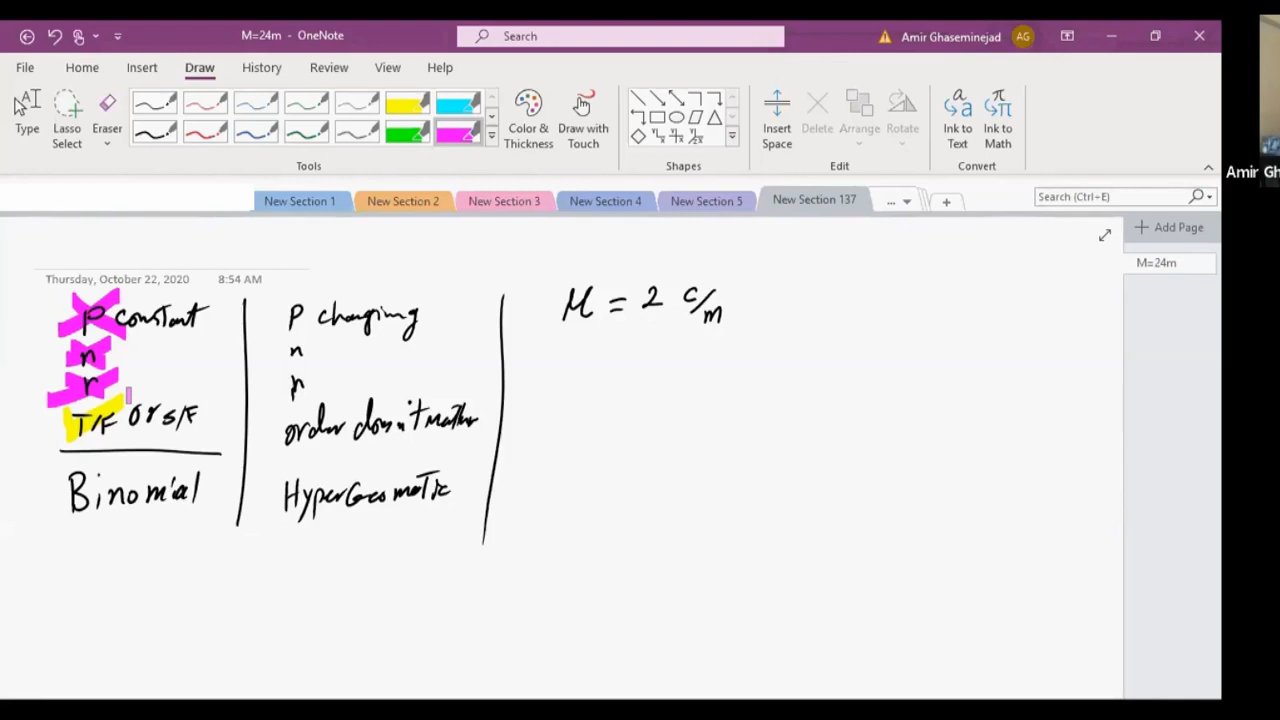 M=24m - OneNote
Search
Amir Ghaseminejad
AG
File Home Insert Draw History Review View Help
Type
Lasso Select
Eraser
Color & Thickness
Draw with Touch
Insert Space
Delete
Arrange
Rotate
Ink to Text
Ink to Math
Tools
Shapes
Edit
Convert
Amir Gh
New Section 1
New Section 2
New Section 3
New Section 4
New Section 5
New Section 137
...
Search (Ctrl+E)
Add Page
M=24m
Thursday, October 22, 2020 8:54 AM
P constant
n
r
T/F Or S/F
Binomial
P changing
n
r
order doesn't matter
HyperGeometic
M = 2 c/m